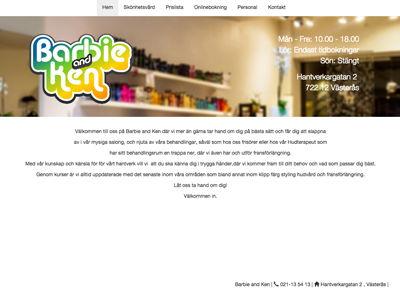 Hem Skönhetsvård Prislista Onlinebokning Personal Kontakt
Barbie
and
Ken
Mån - Fre: 10.00 - 18.00
Lör: Endast tidbokningar
Sön: Stängt
Hantverkargatan 2
722 12 Västerås
Välkommen till oss på Barbie and Ken där vi mer än gärna tar hand om dig på bästa sätt och får dig att slappna
av i vår mysiga salong, och njuta av våra behandlingar, såväl som hos oss frisörer eller hos vår Hudterapeut som
har sitt behandlingsrum en trappa ner, där vi även har och utför fransförlängning.
Med vår kunskap och känsla för för vårt hantverk vill vi att du ska känna dig i trygga händer,där vi kommer fram till ditt behov och vad som passar dig bäst.
Genom kurser är vi alltid uppdaterade med det senaste inom våra områden som bland annat inom klipp färg styling hudvård och fransförlängning.
Låt oss ta hand om dig!
Välkommen in.
Barbie and Ken | 021-13 54 13 | Hantverkargatan 2 , Västerås |